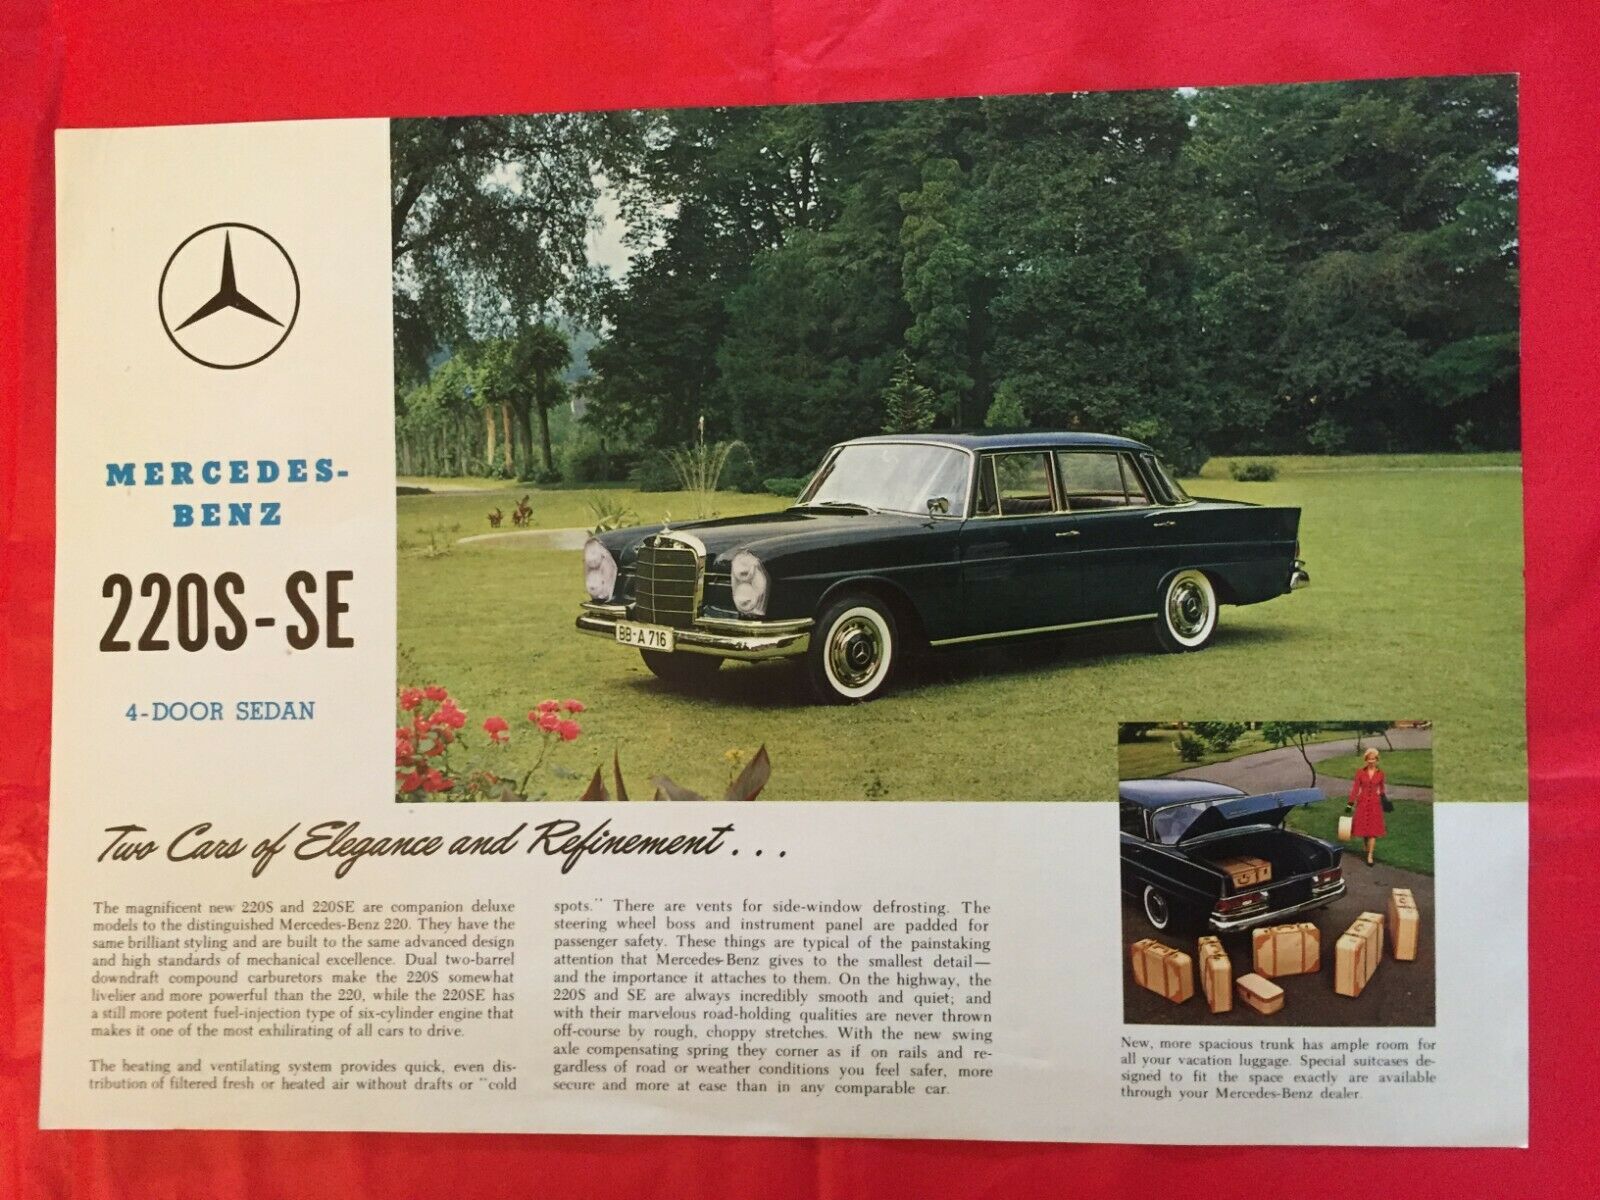 MERCEDES-
BENZ
220S-SE
4-DOOR SEDAN
BB-A 716
Two Cars of Elegance and Refinement . . .
The magnificent new 220S and 220SE are companion deluxe
models to the distinguished Mercedes-Benz 220. They have the
same brilliant styling and are built to the same advanced design
and high standards of mechanical excellence. Dual two-barrel
downdraft compound carburetors make the 220S somewhat
livelier and more powerful than the 220, while the 220SE has
a still more potent fuel-injection type of six-cylinder engine that
makes it one of the most exhilirating of all cars to drive.
The heating and ventilating system provides quick, even dis-
tribution of filtered fresh or heated air without drafts or "cold
spots." There are vents for side-window defrosting. The
steering wheel boss and instrument panel are padded for
passenger safety. These things are typical of the painstaking
attention that Mercedes-Benz gives to the smallest detail—
and the importance it attaches to them. On the highway, the
220S and SE are always incredibly smooth and quiet; and
with their marvelous road-holding qualities are never thrown
off-course by rough, choppy stretches. With the new swing
axle compensating spring they corner as if on rails and re-
gardless of road or weather conditions you feel safer, more
secure and more at ease than in any comparable car.
New, more spacious trunk has ample room for
all your vacation luggage. Special suitcases de-
signed to fit the space exactly are available
through your Mercedes-Benz dealer.